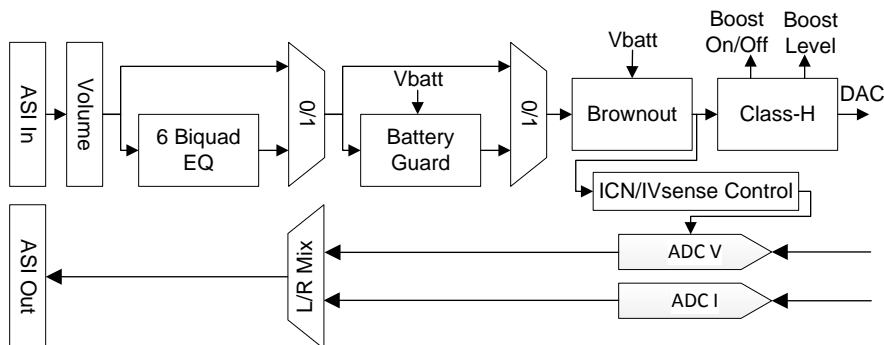 ASI In
Volume
6 Biquad
EQ
0/1
Vbatt
Battery
Guard
0/1
Vbatt
Brownout
Boost
On/Off
Boost
Level
Class-H
DAC
ICN/IVsense Control
ASI Out
L/R Mix
ADC V
ADC I